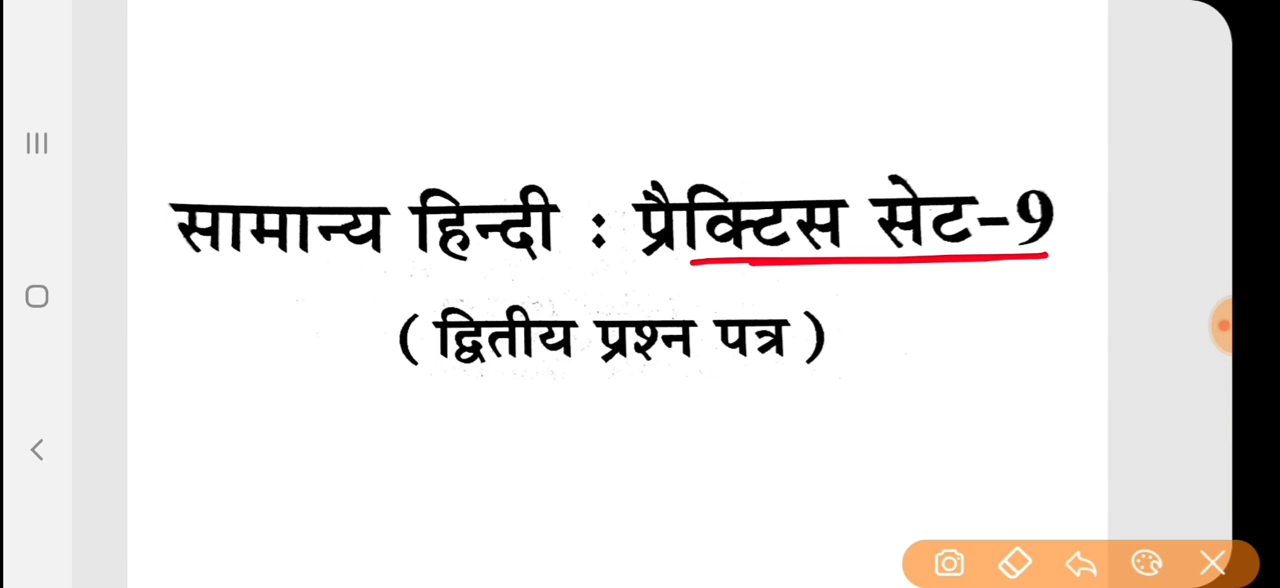 सामान्य हिन्दी : प्रैक्टिस सेट-9
( द्वितीय प्रश्न पत्र )